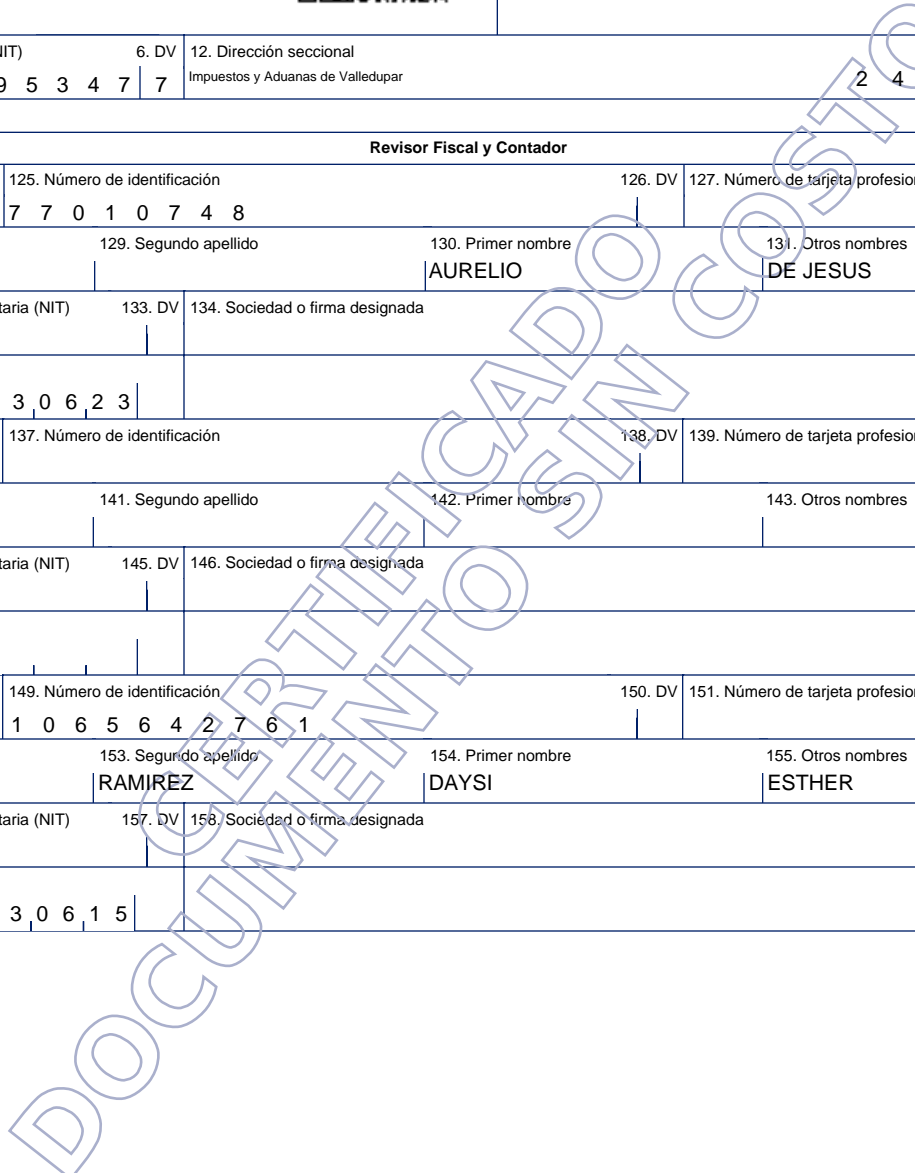 NIT) 6. DV 12. Dirección seccional
9 5 3 4 7 7 Impuestos y Aduanas de Valledupar 2 4
Revisor Fiscal y Contador
125. Número de identificación 126. DV 127. Número de tarjeta profesion
7 7 0 1 0 7 4 8
129. Segundo apellido 130. Primer nombre 131. Otros nombres
AURELIO DE JESUS
taria (NIT) 133. DV 134. Sociedad o firma designada
3 0 6 2 3
137. Número de identificación 138. DV 139. Número de tarjeta profesion
141. Segundo apellido 142. Primer nombre 143. Otros nombres
taria (NIT) 145. DV 146. Sociedad o firma designada
149. Número de identificación 150. DV 151. Número de tarjeta profesion
1 0 6 5 6 4 2 7 6 1
153. Segundo apellido 154. Primer nombre 155. Otros nombres
RAMIREZ DAYSI ESTHER
taria (NIT) 157. DV 158. Sociedad o firma designada
3 0 6 1 5
CERTIFICADO
DOCUMENTO SIN COSTO